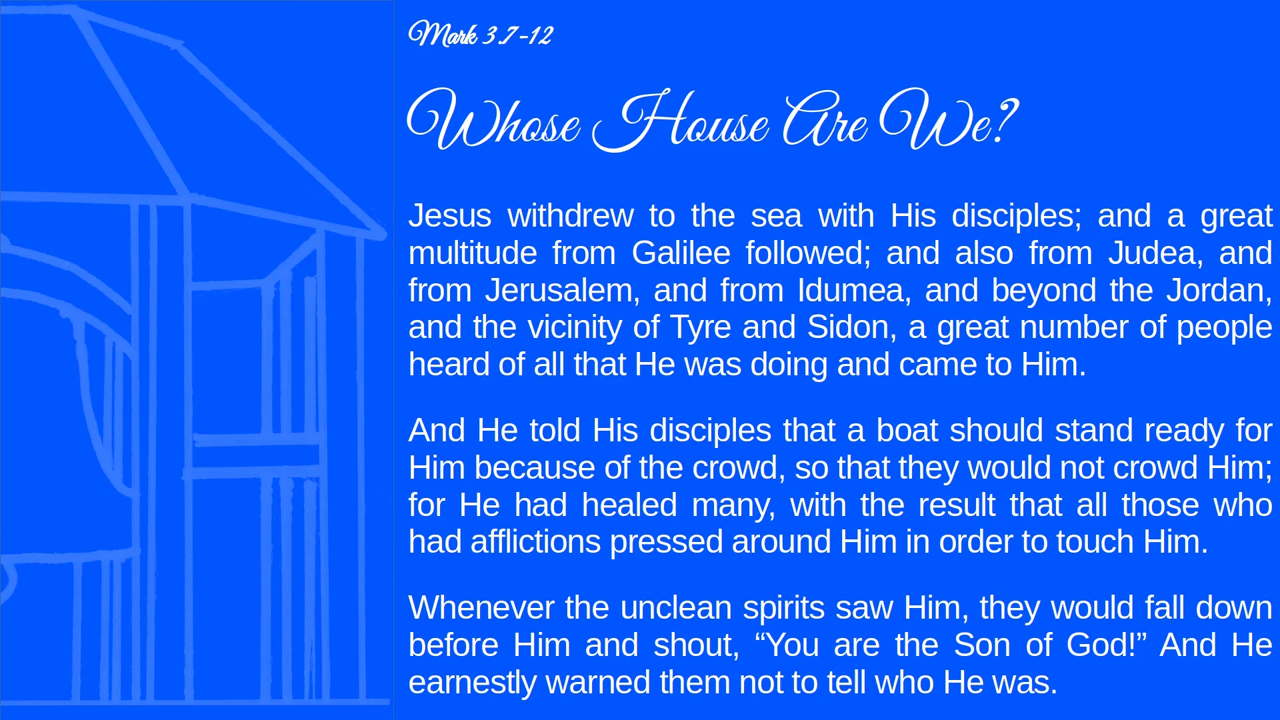 Mark 3.7-12
Whose House Are We?
Jesus withdrew to the sea with His disciples; and a great
multitude from Galilee followed; and also from Judea, and
from Jerusalem, and from Idumea, and beyond the Jordan,
and the vicinity of Tyre and Sidon, a great number of people
heard of all that He was doing and came to Him.
And He told His disciples that a boat should stand ready for
Him because of the crowd, so that they would not crowd Him;
for He had healed many, with the result that all those who
had afflictions pressed around Him in order to touch Him.
Whenever the unclean spirits saw Him, they would fall down
before Him and shout, “You are the Son of God!” And He
earnestly warned them not to tell who He was.